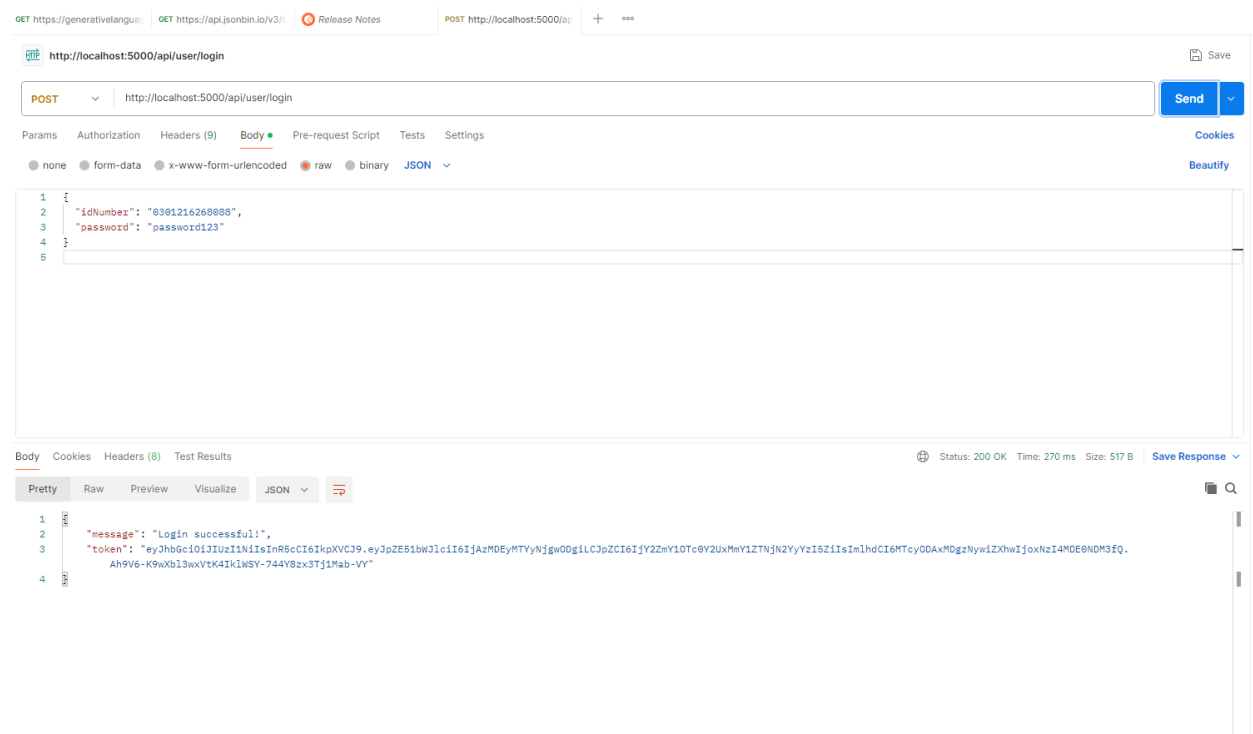 GET https://generativelangua GET https://api.jsonbin.io/v3/ Release Notes POST http://localhost:5000/ap
HTTP http://localhost:5000/api/user/login Save
POST http://localhost:5000/api/user/login Send
Params Authorization Headers (9) Body Pre-request Script Tests Settings Cookies
none form-data x-www-form-urlencoded raw binary JSON Beautify
1 {
2 "idNumber": "0301216268088",
3 "password": "password123"
4 }
5
Body Cookies Headers (8) Test Results Status: 200 OK Time: 270 ms Size: 517 B Save Response
Pretty Raw Preview Visualize JSON
1 {
2 "message": "Login successful!",
3 "token": "eyJhbGciOiJIUzI1NiIsInR5cCI6IkpXVCJ9.eyJpZE51bWJlciI6IjAzMDEyMTYyNjgwODgiLCJpZCI6IjY2ZmY1OTc0Y2UxMmY1ZTNjN2YyYzI5ZiIsImlhdCI6MTcyODAxMDgzNywiZXhwIjoxNzI4MDE0NDM3fQ.
Ah9V6-K9wXbl3wxVtK4IklWSY-744Y8zx3Tj1Mab-VY"
4 }